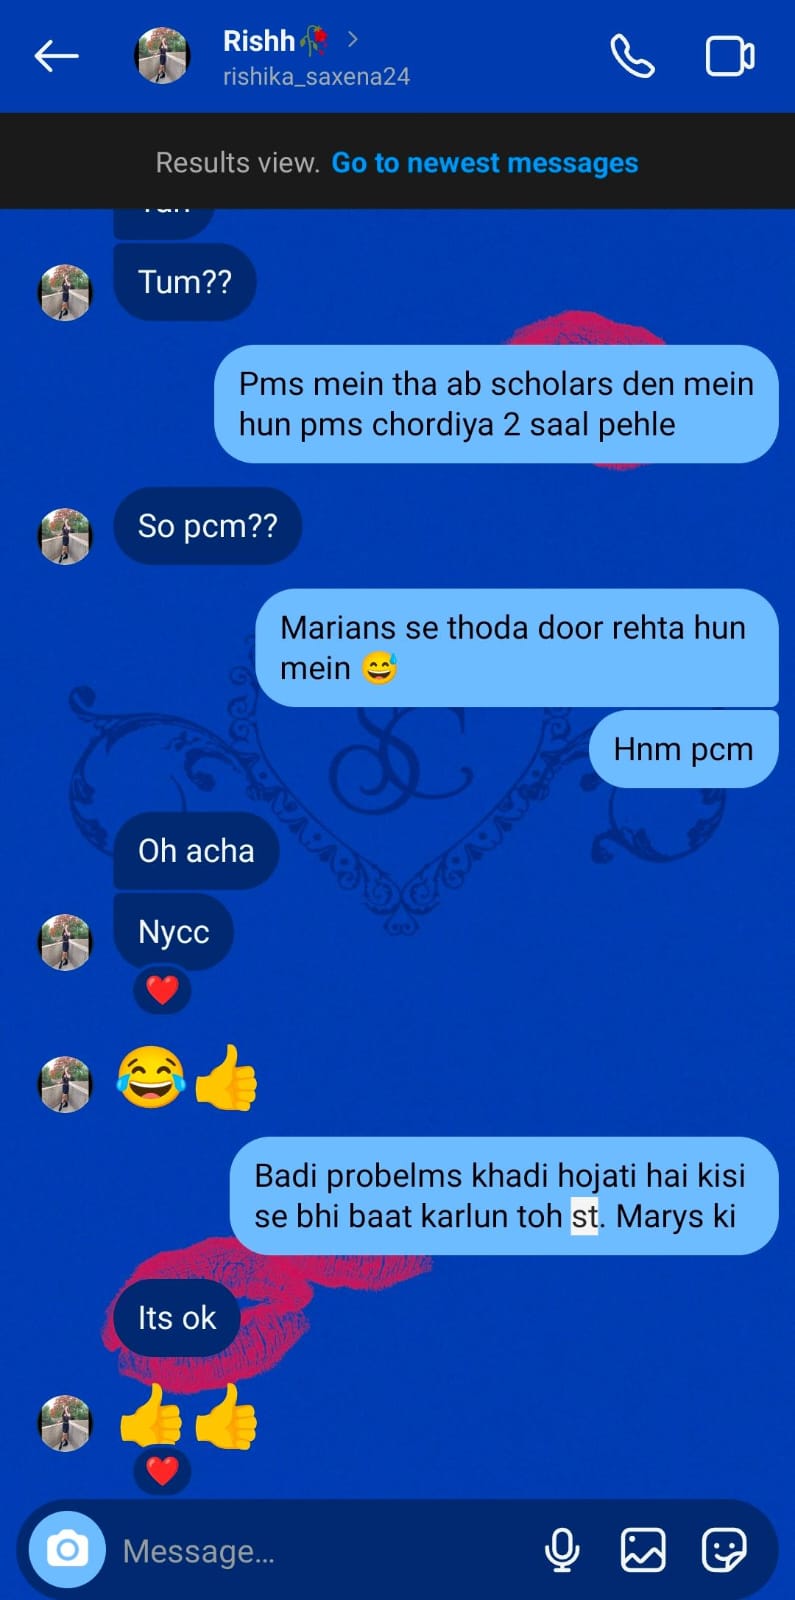 Rishh🥀 >
rishika_saxena24
Results view. Go to newest messages
Tum??
Pms mein tha ab scholars den mein
hun pms chordiya 2 saal pehle
So pcm??
Marians se thoda door rehta hun
mein 😅
Hnm pcm
Oh acha
Nycc
❤️
😂👍
Badi probelms khadi hojati hai kisi
se bhi baat karlun toh st. Marys ki
Its ok
👍👍
❤️
Message...